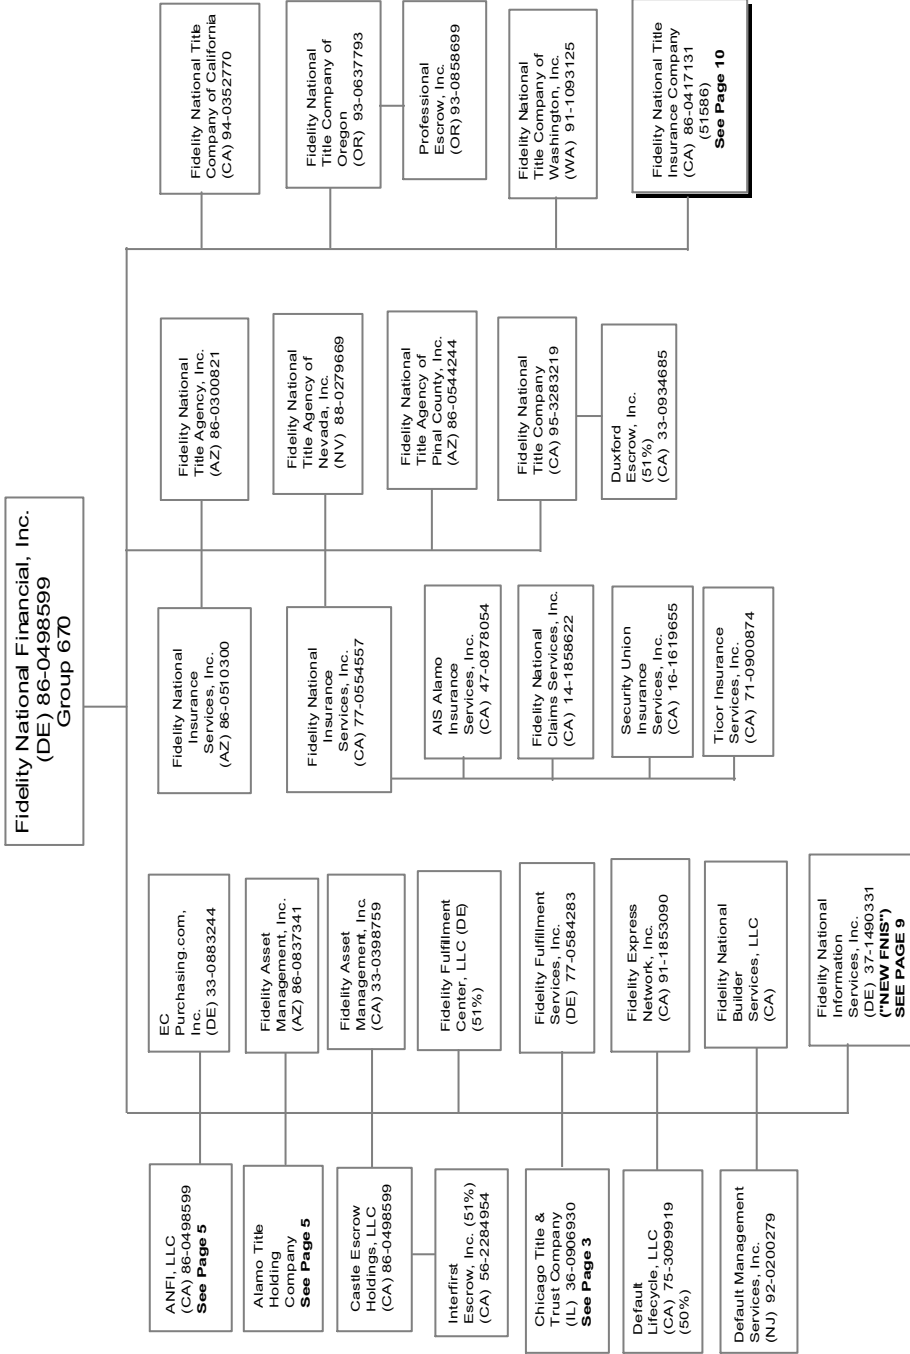 Fidelity National Financial, Inc.
(DE) 86-0498599
Group 670
ANFI, LLC
(CA) 86-0498599
See Page 5
Alamo Title
Holding
Company
See Page 5
Castle Escrow
Holdings, LLC
(CA) 86-0498599
Interfirst
Escrow, Inc. (51%)
(CA) 56-2284954
Chicago Title &
Trust Company
(IL) 36-0906930
See Page 3
Default
Lifecycle, LLC
(CA) 75-3099919
(50%)
Default Management
Services, Inc.
(NJ) 92-0200279
EC
Purchasing.com,
Inc.
(DE) 33-0883244
Fidelity Asset
Management, Inc.
(AZ) 86-0837341
Fidelity Asset
Management, Inc.
(CA) 33-0398759
Fidelity Fulfillment
Center, LLC (DE)
(51%)
Fidelity Fulfillment
Services, Inc.
(DE) 77-0584283
Fidelity Express
Network, Inc.
(CA) 91-1853090
Fidelity National
Builder
Services, LLC
(CA)
Fidelity National
Information
Services, Inc.
(DE) 37-1490331
("NEW FNIS")
SEE PAGE 9
Fidelity National
Insurance
Services, Inc.
(AZ) 86-0510300
Fidelity National
Insurance
Services, Inc.
(CA) 77-0554557
AIS Alamo
Insurance
Services, Inc.
(CA) 47-0878054
Fidelity National
Claims Services, Inc.
(CA) 14-1858622
Security Union
Insurance
Services, Inc.
(CA) 16-1619655
Ticor Insurance
Services, Inc.
(CA) 71-0900874
Fidelity National
Title Agency, Inc.
(AZ) 86-0300821
Fidelity National
Title Agency of
Nevada, Inc.
(NV) 88-0279669
Fidelity National
Title Agency of
Pinal County, Inc.
(AZ) 86-0544244
Fidelity National
Title Company
(CA) 95-3283219
Duxford
Escrow, Inc.
(51%)
(CA) 33-0934685
Fidelity National Title
Company of California
(CA) 94-0352770
Fidelity National
Title Company of
Oregon
(OR) 93-0637793
Professional
Escrow, Inc.
(OR) 93-0858699
Fidelity National
Title Company of
Washington, Inc.
(WA) 91-1093125
Fidelity National Title
Insurance Company
(CA) 86-0417131
(51586)
See Page 10